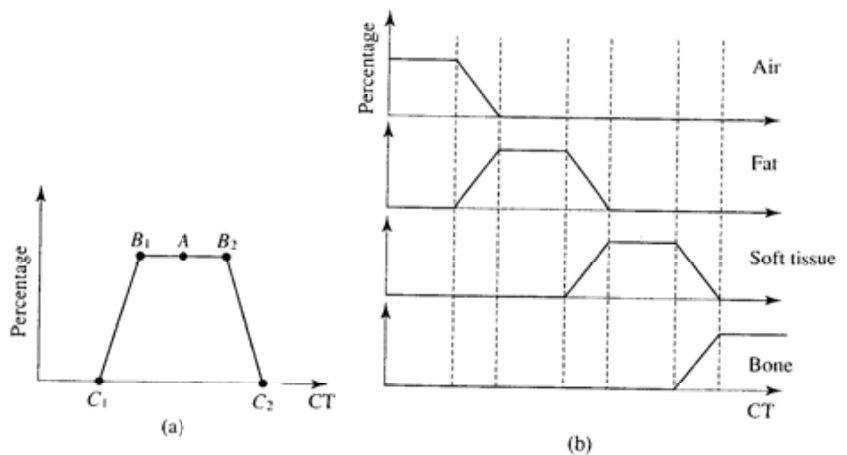 Percentage
B1 A B2
C1 C2 CT
(a)
Percentage
Air
Fat
Soft tissue
Bone
CT
(b)